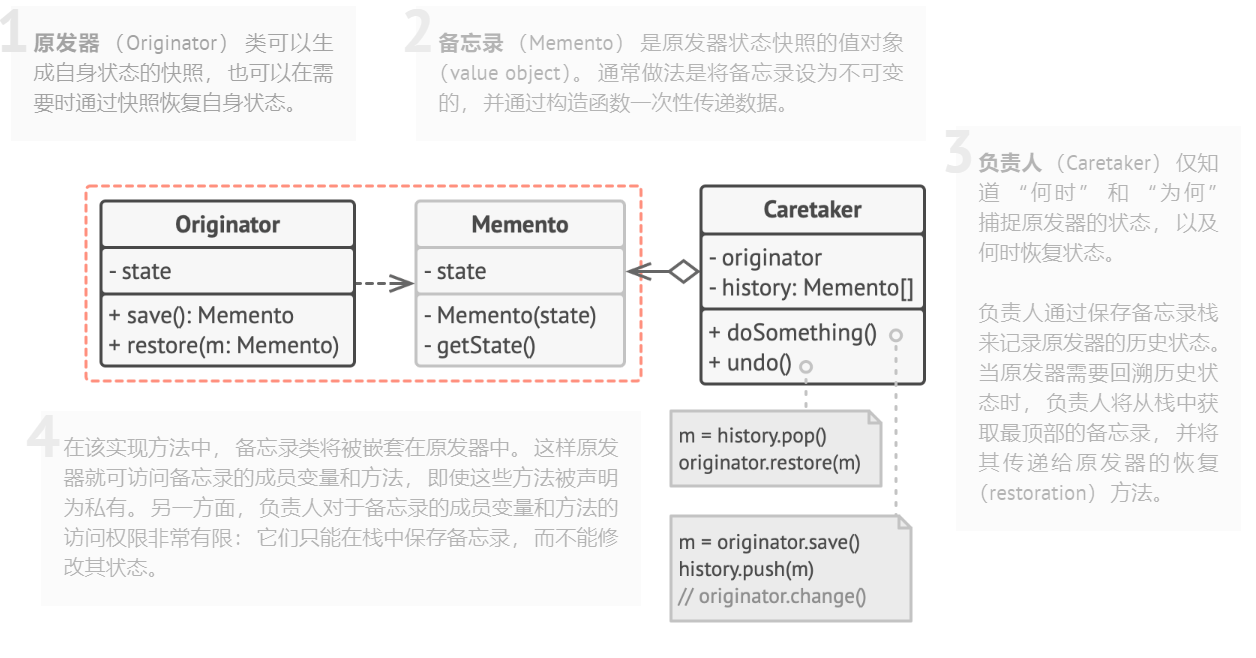 1
原发器（Originator） 类可以生
成自身状态的快照， 也可以在需
要时通过快照恢复自身状态。
2
备忘录（Memento） 是原发器状态快照的值对象
（value object）。 通常做法是将备忘录设为不可变
的， 并通过构造函数一次性传递数据。
3
负责人（Caretaker） 仅知
道 “何时” 和 “为何”
捕捉原发器的状态， 以及
何时恢复状态。
负责人通过保存备忘录栈
来记录原发器的历史状态。
当原发器需要回溯历史状
态时， 负责人将从栈中获
取最顶部的备忘录， 并将
其传递给原发器的恢复
（restoration） 方法。
Originator
- state
+ save(): Memento
+ restore(m: Memento)
Memento
- state
- Memento(state)
- getState()
Caretaker
- originator
- history: Memento[]
+ doSomething()
+ undo()
4
在该实现方法中， 备忘录类将被嵌套在原发器中。 这样原发
器就可访问备忘录的成员变量和方法， 即使这些方法被声明
为私有。 另一方面， 负责人对于备忘录的成员变量和方法的
访问权限非常有限： 它们只能在栈中保存备忘录， 而不能修
改其状态。
m = history.pop()
originator.restore(m)
m = originator.save()
history.push(m)
// originator.change()